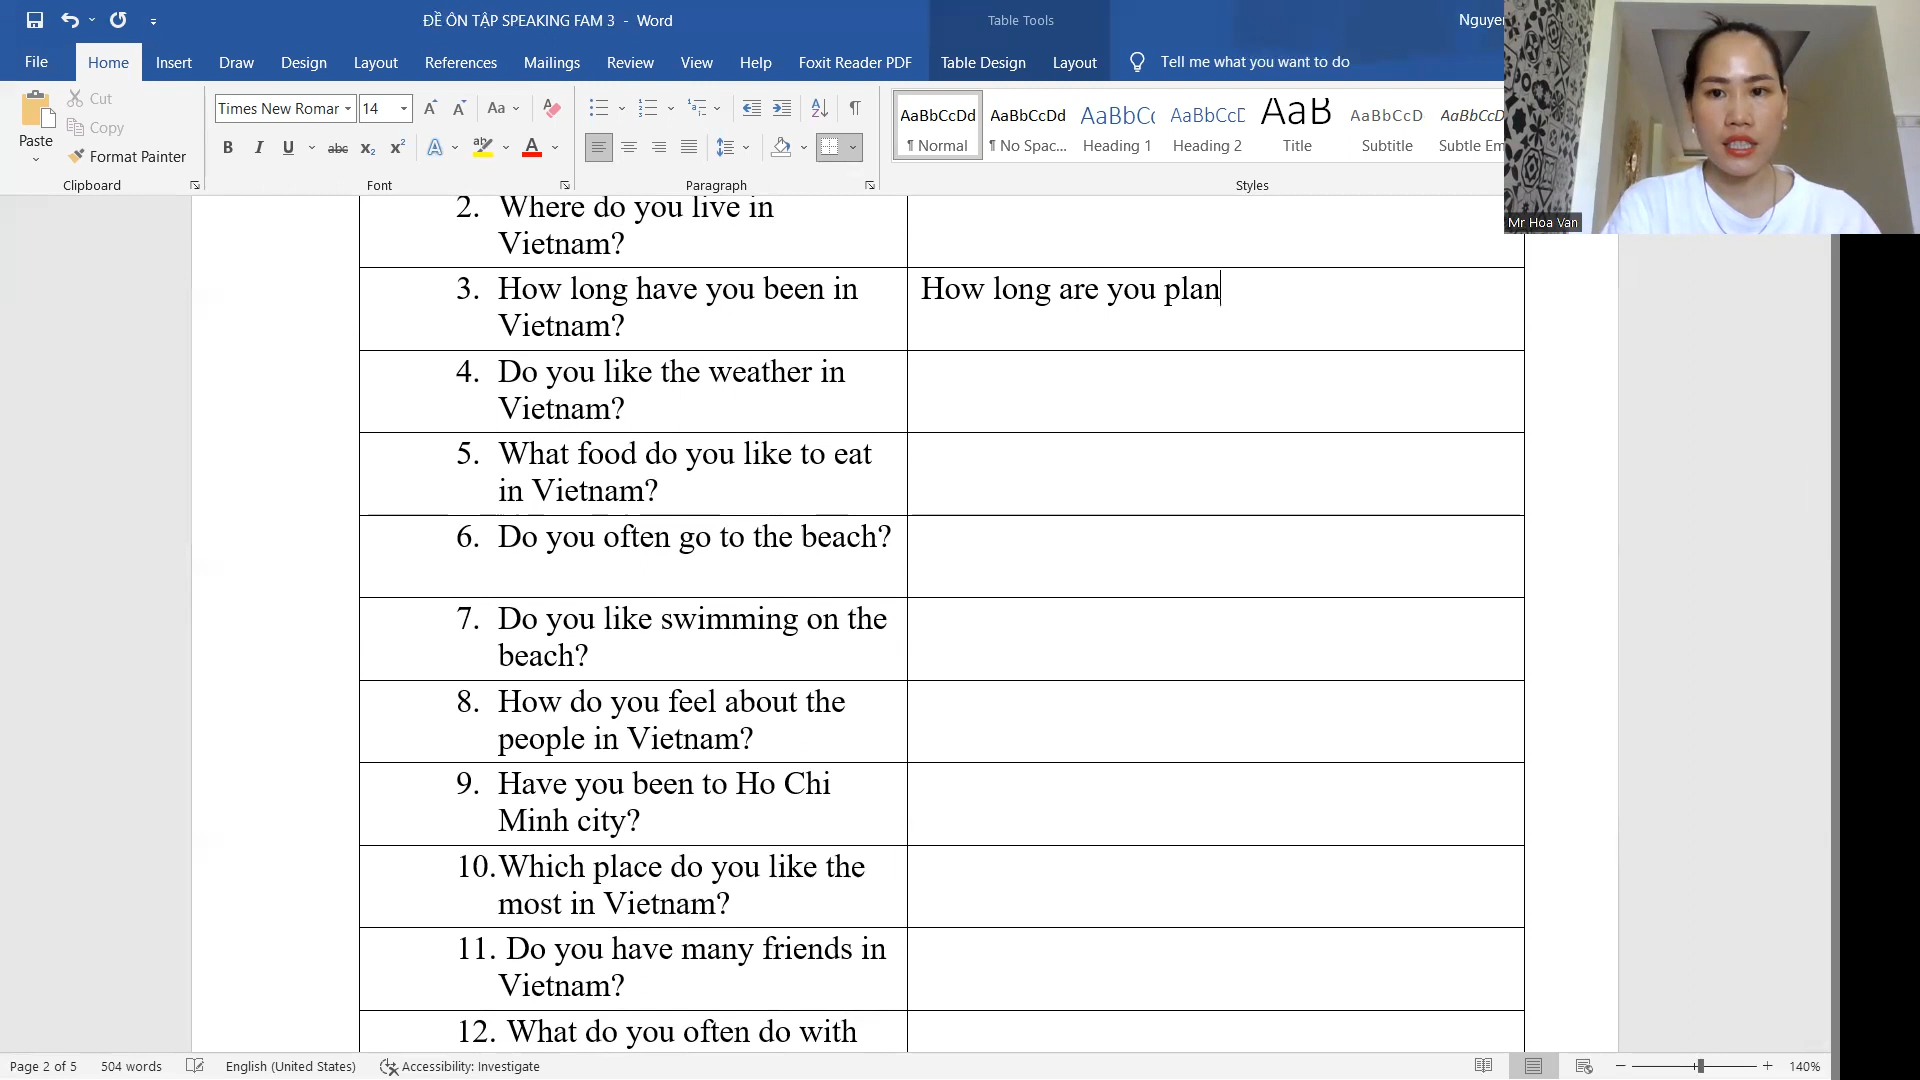 ĐỀ ÔN TẬP SPEAKING FAM 3 - Word
Table Tools
Nguyen
File Home Insert Draw Design Layout References Mailings Review View Help Foxit Reader PDF Table Design Layout Tell me what you want to do
Paste
Cut
Copy
Format Painter
Clipboard
Times New Roman 14
Font
Paragraph
AaBbCcDd AaBbCcDd AaBbCc AaBbCcD AaB AaBbCcD AaBbCcD
¶ Normal ¶ No Spac... Heading 1 Heading 2 Title Subtitle Subtle Em
Styles
Mr Hoa Van
2. Where do you live in
Vietnam?
3. How long have you been in
Vietnam?
How long are you plan
4. Do you like the weather in
Vietnam?
5. What food do you like to eat
in Vietnam?
6. Do you often go to the beach?
7. Do you like swimming on the
beach?
8. How do you feel about the
people in Vietnam?
9. Have you been to Ho Chi
Minh city?
10.Which place do you like the
most in Vietnam?
11. Do you have many friends in
Vietnam?
12. What do you often do with
Page 2 of 5 504 words English (United States) Accessibility: Investigate 140%